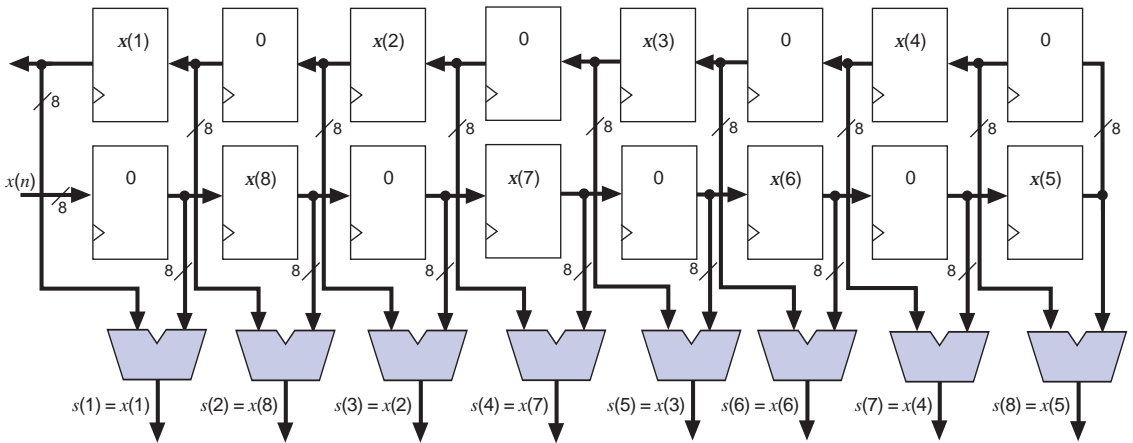 x(1) 0 x(2) 0 x(3) 0 x(4) 0
8 8 8 8 8 8 8 8 8
x(n) 8 0 x(8) 0 x(7) 0 x(6) 0 x(5)
8 8 8 8 8 8 8
s(1) = x(1) s(2) = x(8) s(3) = x(2) s(4) = x(7) s(5) = x(3) s(6) = x(6) s(7) = x(4) s(8) = x(5)